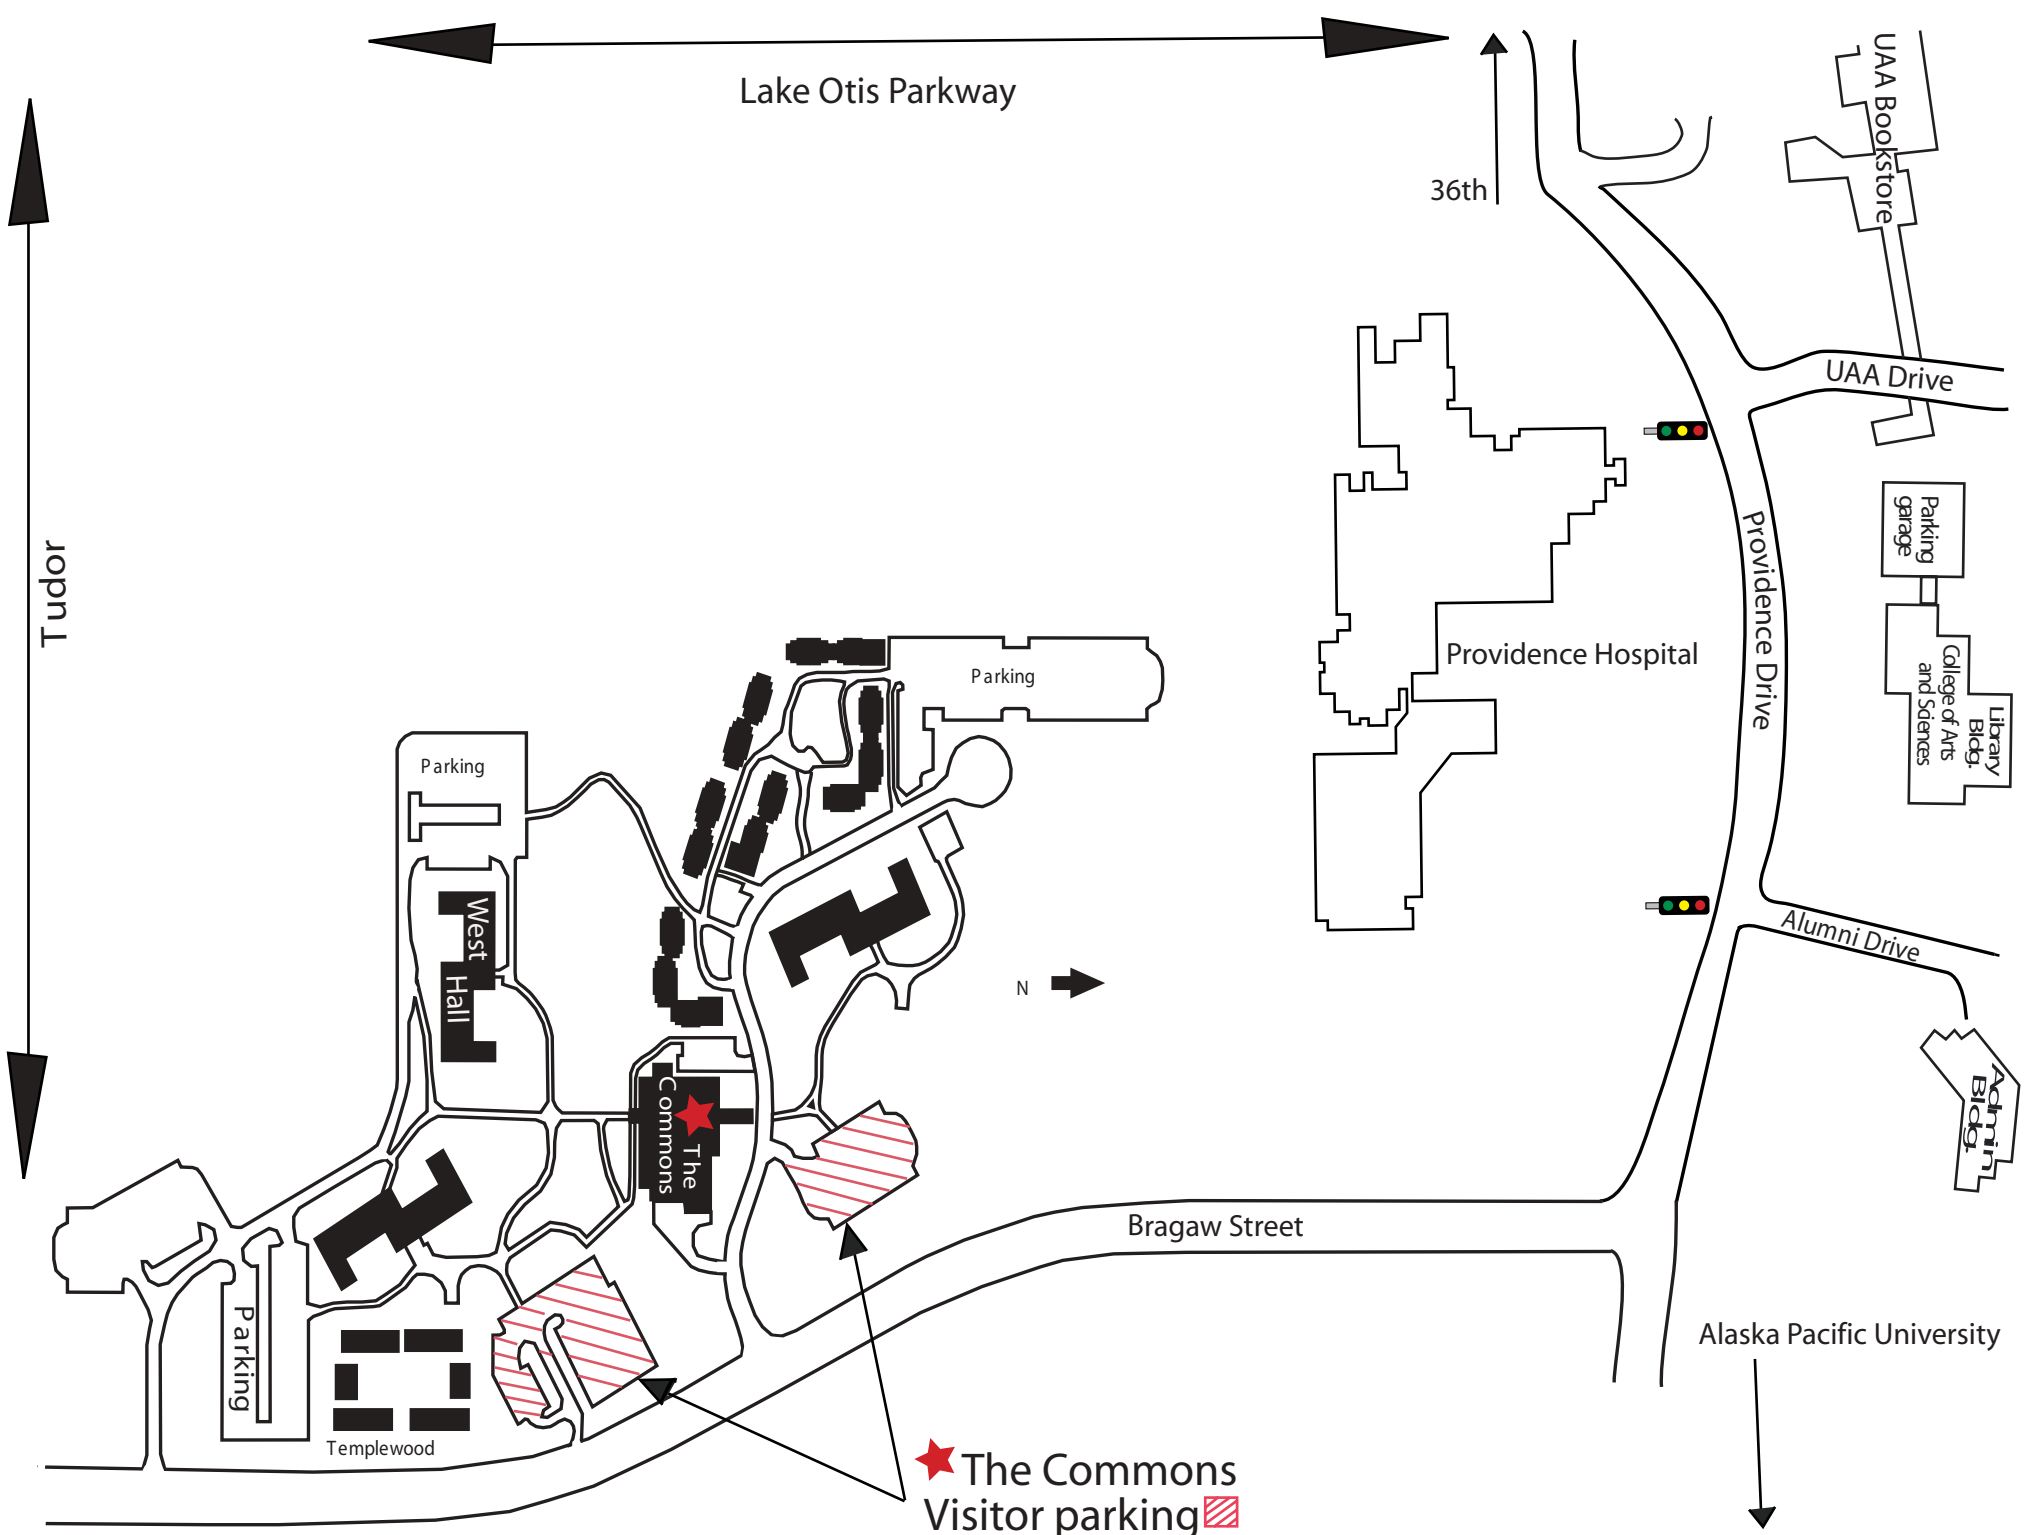 Lake Otis Parkway
36th
UAA Bookstore
UAA Drive
Tupor
Parking
garage
Providence Drive
Providence Hospital
College of Arts
and Sciences
Library
Bldg.
Parking
Parking
West
Hall
Alumni Drive
N
The
Commons
Admin
Bldg.
Bragaw Street
Parking
Alaska Pacific University
Templewood
The Commons
Visitor parking